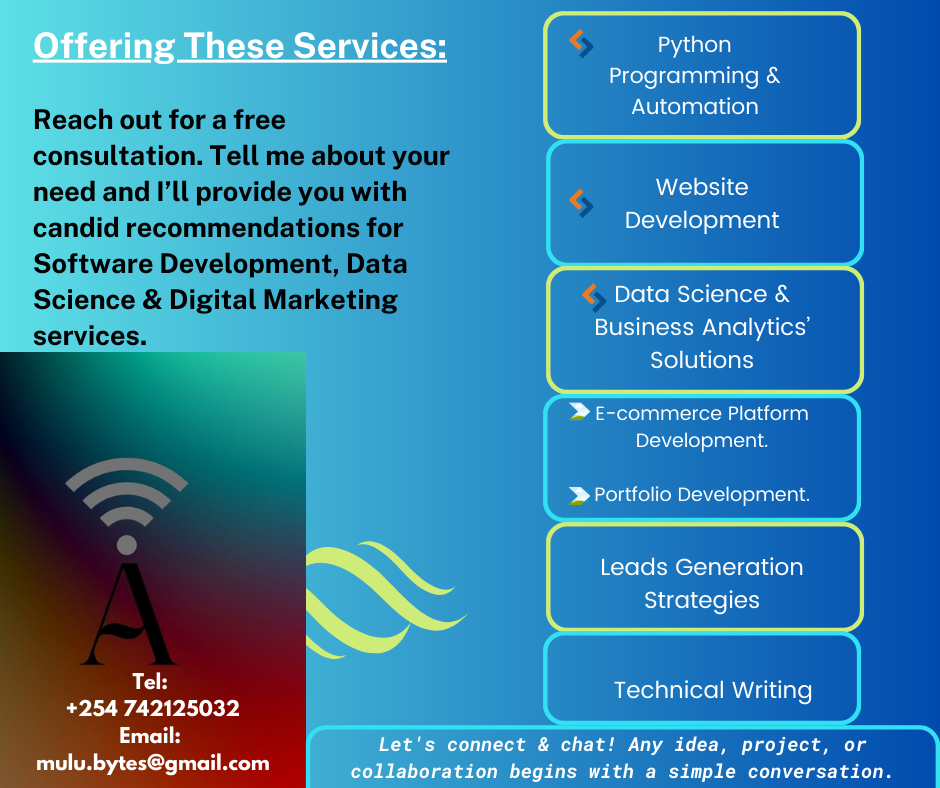 Offering These Services:
Reach out for a free
consultation. Tell me about your
need and I’ll provide you with
candid recommendations for
Software Development, Data
Science & Digital Marketing
services.
A
Tel:
+254 742125032
Email:
mulu.bytes@gmail.com
Python
Programming &
Automation
Website
Development
Data Science &
Business Analytics’
Solutions
E-commerce Platform
Development.
Portfolio Development.
Leads Generation
Strategies
Technical Writing
Let's connect & chat! Any idea, project, or
collaboration begins with a simple conversation.